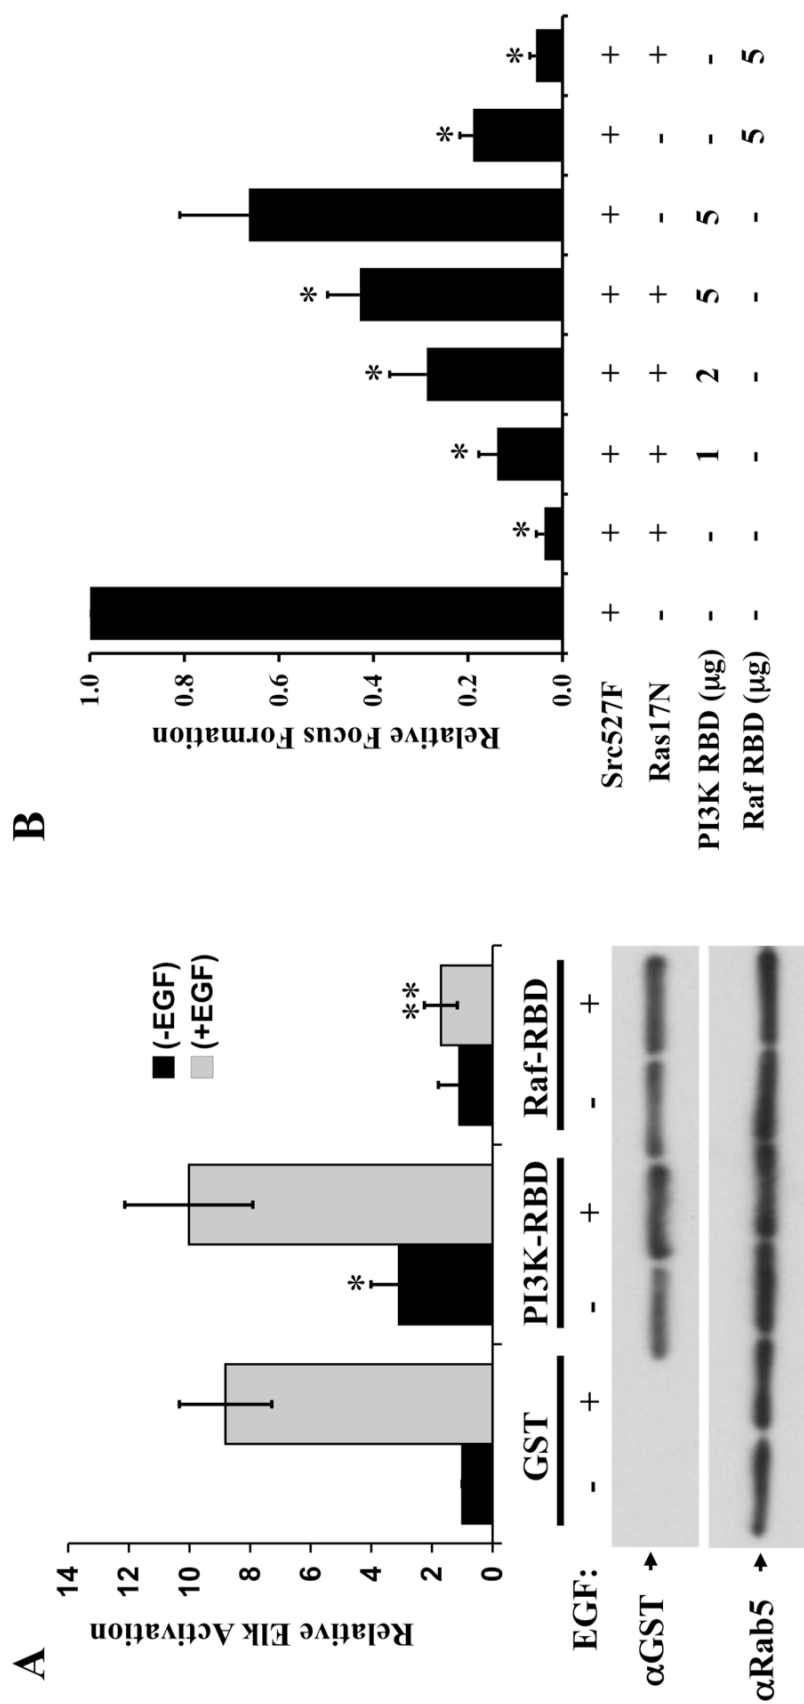 A
Relative Elk Activation
14
12
10
8
6
4
2
0
(-EGF)
(+EGF)
*
**
GST
PI3K-RBD
Raf-RBD
EGF: - + - + - +
αGST
αRab5
B
Relative Focus Formation
1.0
0.8
0.6
0.4
0.2
0.0
* * * * * *
Src527F + + + + + + + +
Ras17N - + + + + - - +
PI3K RBD (μg) - - 1 2 5 5 - -
Raf RBD (μg) - - - - - - 5 5